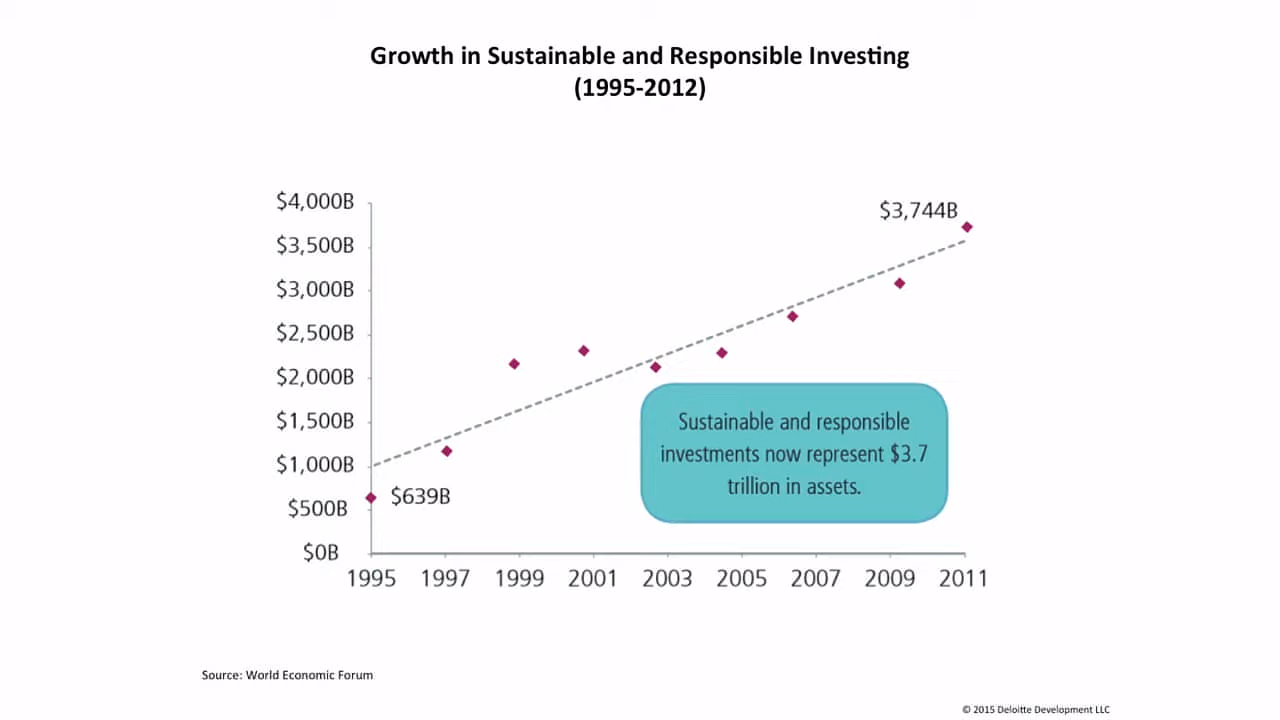 Growth in Sustainable and Responsible Investing
(1995-2012)
$4,000B
$3,744B
$3,500B
$3,000B
$2,500B
$2,000B
$1,500B
Sustainable and responsible
investments now represent $3.7
trillion in assets.
$1,000B
$639B
$500B
$0B
1995 1997 1999 2001 2003 2005 2007 2009 2011
Source: World Economic Forum
© 2015 Deloitte Development LLC